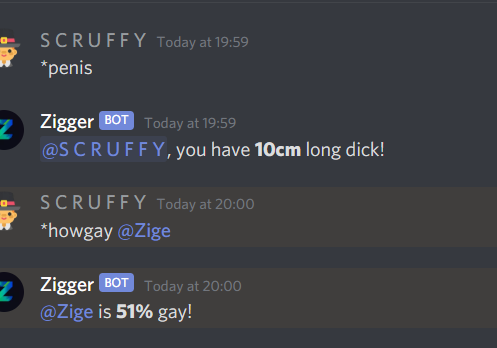 S C R U F F Y Today at 19:59
*penis
Zigger BOT Today at 19:59
@S C R U F F Y, you have 10cm long dick!
S C R U F F Y Today at 20:00
*howgay @Zige
Zigger BOT Today at 20:00
@Zige is 51% gay!